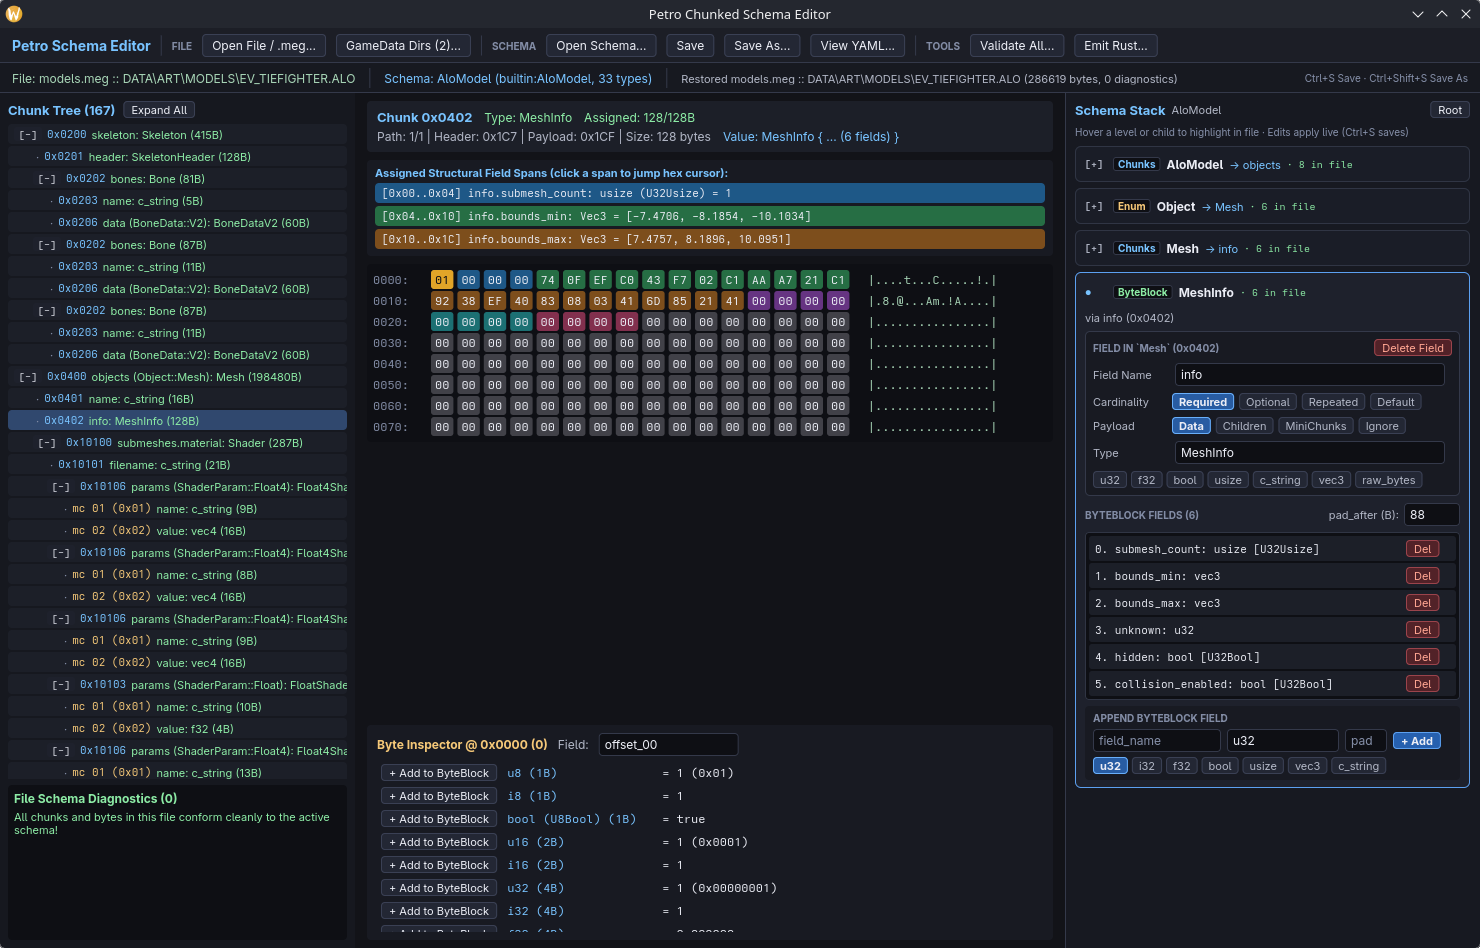 Petro Chunked Schema Editor
Petro Schema Editor FILE Open File / .meg... GameData Dirs (2)... SCHEMA Open Schema... Save Save As... View YAML... TOOLS Validate All... Emit Rust...
File: models.meg :: DATA\ART\MODELS\EV_TIEFIGHTER.ALO Schema: AloModel (builtin:AloModel, 33 types) Restored models.meg :: DATA\ART\MODELS\EV_TIEFIGHTER.ALO (286619 bytes, 0 diagnostics) Ctrl+S Save · Ctrl+Shift+S Save As
Chunk Tree (167) Expand All
[-] 0x0200 skeleton: Skeleton (415B)
· 0x0201 header: SkeletonHeader (128B)
[-] 0x0202 bones: Bone (81B)
· 0x0203 name: c_string (5B)
· 0x0206 data (BoneData::V2): BoneDataV2 (60B)
[-] 0x0202 bones: Bone (87B)
· 0x0203 name: c_string (11B)
· 0x0206 data (BoneData::V2): BoneDataV2 (60B)
[-] 0x0202 bones: Bone (87B)
· 0x0203 name: c_string (11B)
· 0x0206 data (BoneData::V2): BoneDataV2 (60B)
[-] 0x0400 objects (Object::Mesh): Mesh (198480B)
· 0x0401 name: c_string (16B)
· 0x0402 info: MeshInfo (128B)
[-] 0x10100 submeshes.material: Shader (287B)
· 0x10101 filename: c_string (21B)
[-] 0x10106 params (ShaderParam::Float4): Float4Sha
· mc 01 (0x01) name: c_string (9B)
· mc 02 (0x02) value: vec4 (16B)
[-] 0x10106 params (ShaderParam::Float4): Float4Sha
· mc 01 (0x01) name: c_string (8B)
· mc 02 (0x02) value: vec4 (16B)
[-] 0x10106 params (ShaderParam::Float4): Float4Sha
· mc 01 (0x01) name: c_string (9B)
· mc 02 (0x02) value: vec4 (16B)
[-] 0x10103 params (ShaderParam::Float): FloatShade
· mc 01 (0x01) name: c_string (10B)
· mc 02 (0x02) value: f32 (4B)
[-] 0x10106 params (ShaderParam::Float4): Float4Sha
· mc 01 (0x01) name: c_string (13B)
File Schema Diagnostics (0)
All chunks and bytes in this file conform cleanly to the active
schema!
Chunk 0x0402 Type: MeshInfo Assigned: 128/128B
Path: 1/1 | Header: 0x1C7 | Payload: 0x1CF | Size: 128 bytes Value: MeshInfo { ... (6 fields) }
Assigned Structural Field Spans (click a span to jump hex cursor):
[0x00..0x04] info.submesh_count: usize (U32Usize) = 1
[0x04..0x10] info.bounds_min: Vec3 = [-7.4706, -8.1854, -10.1034]
[0x10..0x1C] info.bounds_max: Vec3 = [7.4757, 8.1896, 10.0951]
0000: 01 00 00 00 74 0F EF C0 43 F7 02 C1 AA A7 21 C1 |....t...C.....!.|
0010: 92 38 EF 40 83 08 03 41 6D 85 21 41 00 00 00 00 |.8.@...Am.!A....|
0020: 00 00 00 00 00 00 00 00 00 00 00 00 00 00 00 00 |................|
0030: 00 00 00 00 00 00 00 00 00 00 00 00 00 00 00 00 |................|
0040: 00 00 00 00 00 00 00 00 00 00 00 00 00 00 00 00 |................|
0050: 00 00 00 00 00 00 00 00 00 00 00 00 00 00 00 00 |................|
0060: 00 00 00 00 00 00 00 00 00 00 00 00 00 00 00 00 |................|
0070: 00 00 00 00 00 00 00 00 00 00 00 00 00 00 00 00 |................|
Byte Inspector @ 0x0000 (0) Field: offset_00
+ Add to ByteBlock u8 (1B) = 1 (0x01)
+ Add to ByteBlock i8 (1B) = 1
+ Add to ByteBlock bool (U8Bool) (1B) = true
+ Add to ByteBlock u16 (2B) = 1 (0x0001)
+ Add to ByteBlock i16 (2B) = 1
+ Add to ByteBlock u32 (4B) = 1 (0x00000001)
+ Add to ByteBlock i32 (4B) = 1
Schema Stack AloModel Root
Hover a level or child to highlight in file · Edits apply live (Ctrl+S saves)
[+] Chunks AloModel → objects · 8 in file
[+] Enum Object → Mesh · 6 in file
[+] Chunks Mesh → info · 6 in file
● ByteBlock MeshInfo · 6 in file
via info (0x0402)
FIELD IN `Mesh` (0x0402) Delete Field
Field Name info
Cardinality Required Optional Repeated Default
Payload Data Children MiniChunks Ignore
Type MeshInfo
u32 f32 bool usize c_string vec3 raw_bytes
BYTEBLOCK FIELDS (6) pad_after (B): 88
0. submesh_count: usize [U32Usize] Del
1. bounds_min: vec3 Del
2. bounds_max: vec3 Del
3. unknown: u32 Del
4. hidden: bool [U32Bool] Del
5. collision_enabled: bool [U32Bool] Del
APPEND BYTEBLOCK FIELD
field_name u32 pad + Add
u32 i32 f32 bool usize vec3 c_string